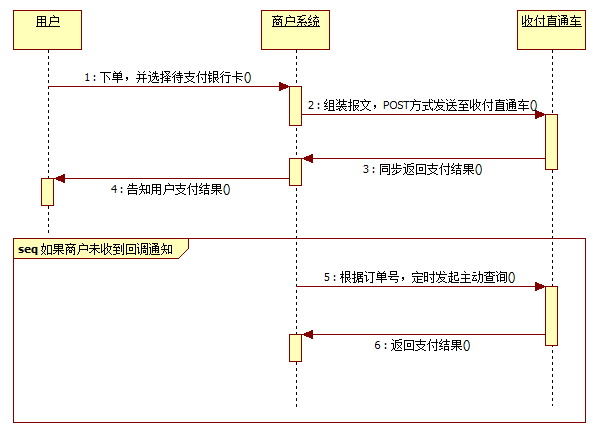 用户
商户系统
收付直通车
1 : 下单，并选择待支付银行卡()
2 : 组装报文，POST方式发送至收付直通车()
3 : 同步返回支付结果()
4 : 告知用户支付结果()
seq 如果商户未收到回调通知
5 : 根据订单号，定时发起主动查询()
6 : 返回支付结果()